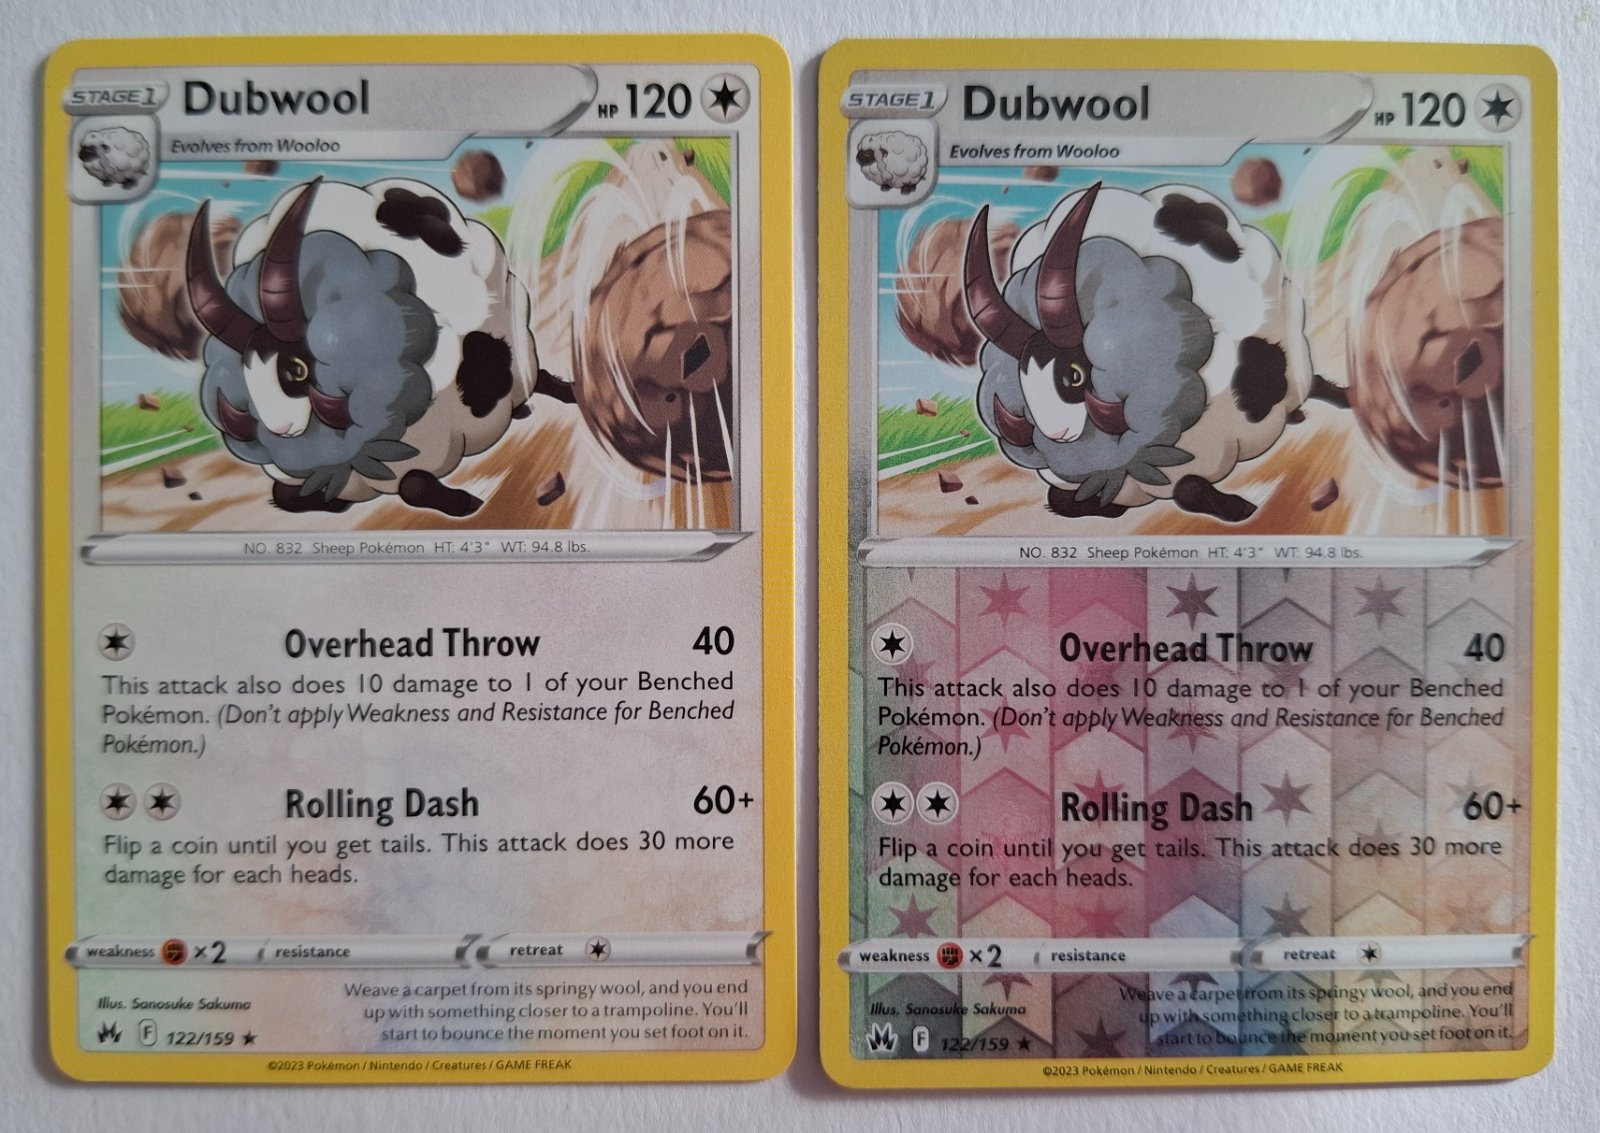 STAGE 1 Dubwool HP 120
Evolves from Wooloo
NO. 832 Sheep Pokémon HT: 4'3" WT: 94.8 lbs.
Overhead Throw 40
This attack also does 10 damage to 1 of your Benched
Pokémon. (Don't apply Weakness and Resistance for Benched
Pokémon.)
Rolling Dash 60+
Flip a coin until you get tails. This attack does 30 more
damage for each heads.
weakness ×2 resistance retreat
Illus. Sanosuke Sakuma
Weave a carpet from its springy wool, and you end
up with something closer to a trampoline. You'll
start to bounce the moment you set foot on it.
F 122/159 ★
©2023 Pokémon / Nintendo / Creatures / GAME FREAK
STAGE 1 Dubwool HP 120
Evolves from Wooloo
NO. 832 Sheep Pokémon HT: 4'3" WT: 94.8 lbs.
Overhead Throw 40
This attack also does 10 damage to 1 of your Benched
Pokémon. (Don't apply Weakness and Resistance for Benched
Pokémon.)
Rolling Dash 60+
Flip a coin until you get tails. This attack does 30 more
damage for each heads.
weakness ×2 resistance retreat
Illus. Sanosuke Sakuma
Weave a carpet from its springy wool, and you end
up with something closer to a trampoline. You'll
start to bounce the moment you set foot on it.
F 122/159 ★
©2023 Pokémon / Nintendo / Creatures / GAME FREAK